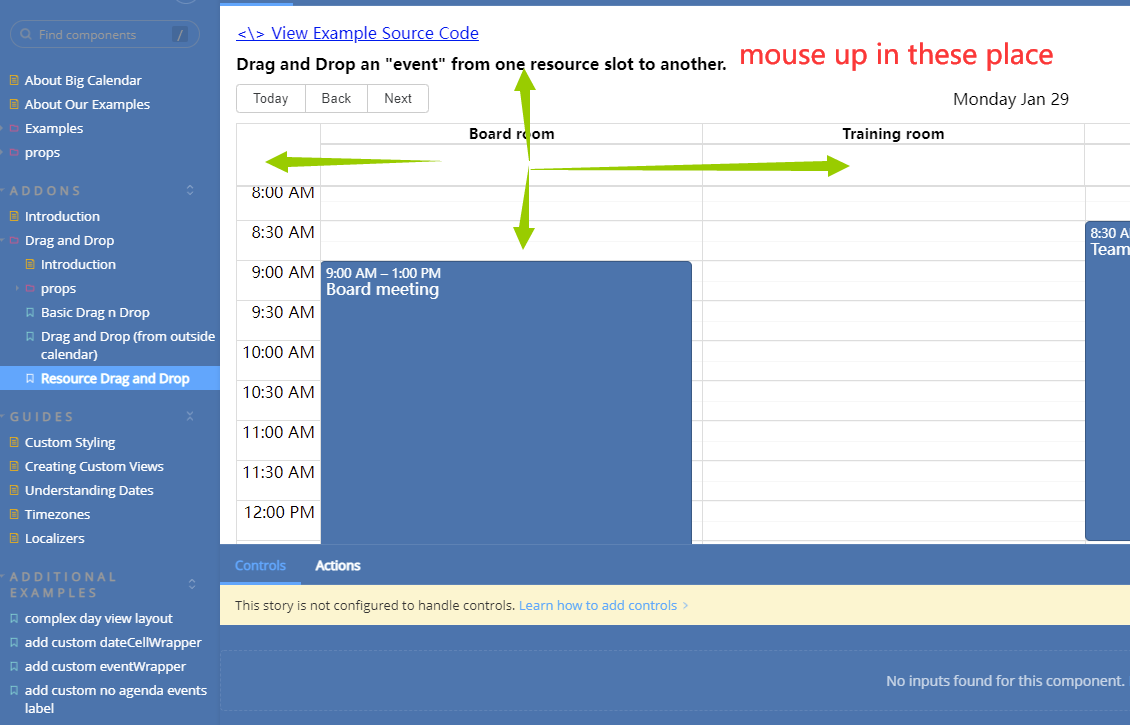 Find components
/
About Big Calendar
About Our Examples
Examples
props
ADDONS
Introduction
Drag and Drop
Introduction
props
Basic Drag n Drop
Drag and Drop (from outside
calendar)
Resource Drag and Drop
GUIDES
Custom Styling
Creating Custom Views
Understanding Dates
Timezones
Localizers
ADDITIONAL
EXAMPLES
complex day view layout
add custom dateCellWrapper
add custom eventWrapper
add custom no agenda events
label
<\> View Example Source Code
Drag and Drop an "event" from one resource slot to another.
mouse up in these place
Today Back Next
Monday Jan 29
Board room Training room
8:00 AM
8:30 AM
9:00 AM
9:30 AM
10:00 AM
10:30 AM
11:00 AM
11:30 AM
12:00 PM
9:00 AM – 1:00 PM
Board meeting
8:30 A
Team
Controls Actions
This story is not configured to handle controls. Learn how to add controls
No inputs found for this component.